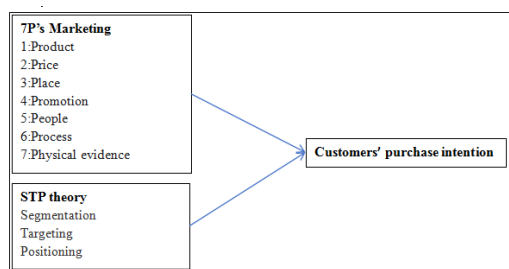 7P's Marketing
1:Product
2:Price
3:Place
4:Promotion
5:People
6:Process
7:Physical evidence
Customers' purchase intention
STP theory
Segmentation
Targeting
Positioning